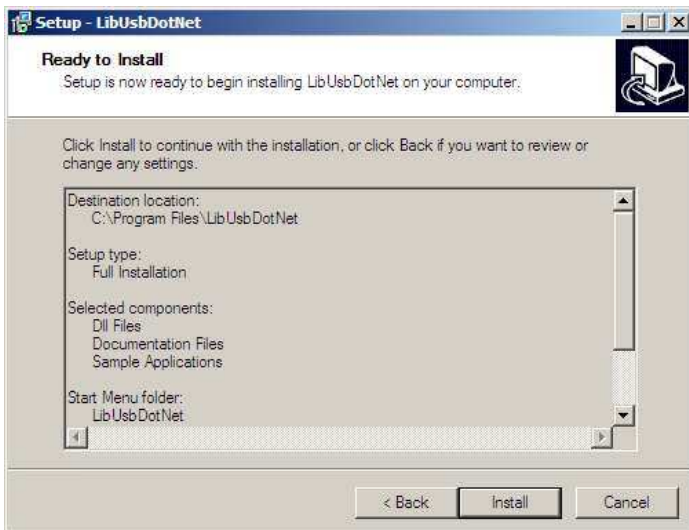 Setup - LibUsbDotNet
Ready to Install
Setup is now ready to begin installing LibUsbDotNet on your computer.
Click Install to continue with the installation, or click Back if you want to review or
change any settings.
Destination location:
C:\Program Files\LibUsbDotNet
Setup type:
Full Installation
Selected components:
Dll Files
Documentation Files
Sample Applications
Start Menu folder:
LibUsbDotNet
< Back
Install
Cancel